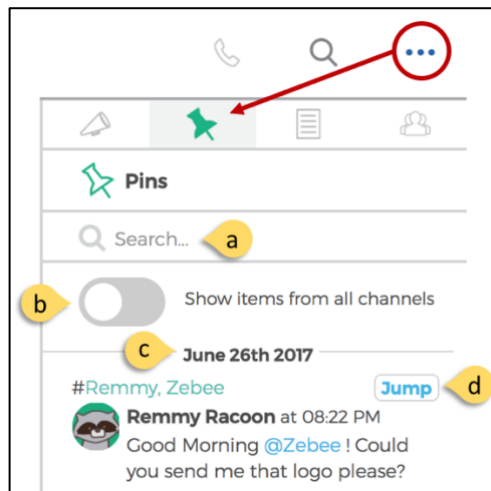 Pins
Search...
a
b
Show items from all channels
c
June 26th 2017
#Remmy, Zebee
Jump
d
Remmy Racoon at 08:22 PM
Good Morning @Zebee ! Could
you send me that logo please?